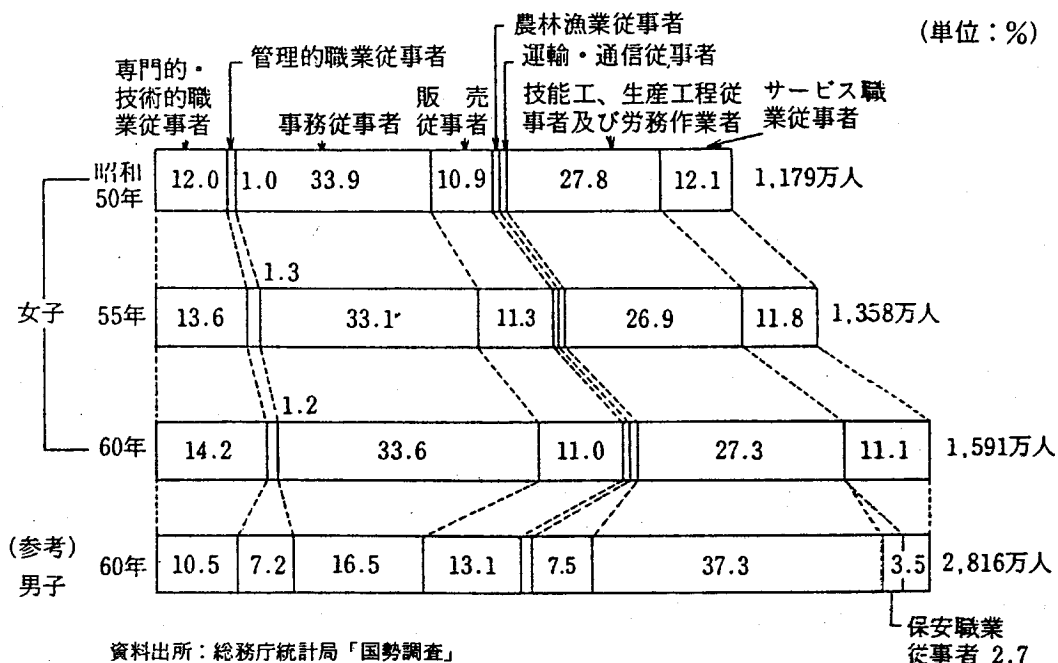 (単位：%)
専門的・
技術的職
業従事者
管理的職業従事者
事務従事者
販　売
従事者
農林漁業従事者
運輸・通信従事者
技能工、生産工程従
事者及び労務作業者
サービス職
業従事者
女子
昭和
50年
12.0 1.0 33.9 10.9 27.8 12.1 1,179万人
1.3
55年 13.6 33.1 11.3 26.9 11.8 1,358万人
1.2
60年 14.2 33.6 11.0 27.3 11.1 1,591万人
(参考)
男子
60年 10.5 7.2 16.5 13.1 7.5 37.3 3.5 2,816万人
保安職業
従事者 2.7
資料出所：総務庁統計局「国勢調査」